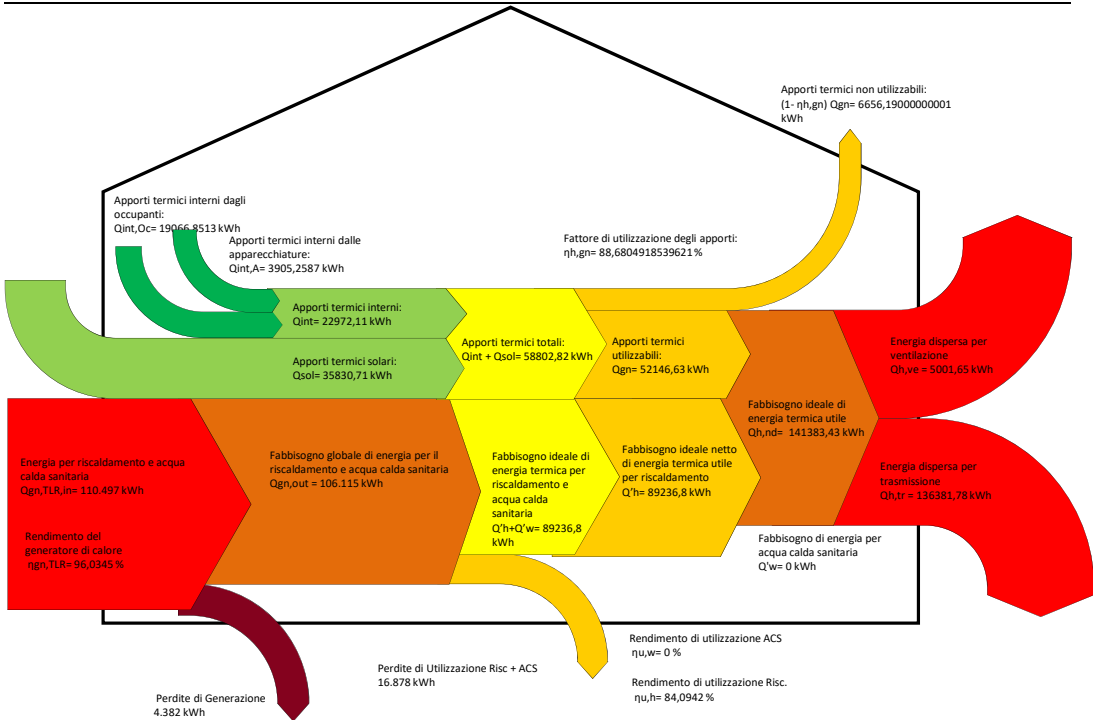 Apporti termici non utilizzabili:
(1- ηh,gn) Qgn= 6656,19000000001
kWh
Apporti termici interni dagli
occupanti:
Qint,Oc= 19066,8513 kWh
Apporti termici interni dalle
apparecchiature:
Qint,A= 3905,2587 kWh
Fattore di utilizzazione degli apporti:
ηh,gn= 88,6804918539621 %
Apporti termici interni:
Qint= 22972,11 kWh
Apporti termici solari:
Qsol= 35830,71 kWh
Apporti termici totali:
Qint + Qsol= 58802,82 kWh
Apporti termici
utilizzabili:
Qgn= 52146,63 kWh
Energia dispersa per
ventilazione
Qh,ve = 5001,65 kWh
Fabbisogno ideale di
energia termica utile
Qh,nd= 141383,43 kWh
Energia per riscaldamento e acqua
calda sanitaria
Qgn,TLR,In= 110.497 kWh
Rendimento del
generatore di calore
ηgn,TLR= 96,0345 %
Fabbisogno globale di energia per il
riscaldamento e acqua calda sanitaria
Qgn,out = 106.115 kWh
Fabbisogno ideale di
energia termica per
riscaldamento e
acqua calda
sanitaria
Q'h+Q'w= 89236,8
kWh
Fabbisogno ideale netto
di energia termica utile
per riscaldamento
Q'h= 89236,8 kWh
Energia dispersa per
trasmissione
Qh,tr = 136381,78 kWh
Fabbisogno di energia per
acqua calda sanitaria
Q'w= 0 kWh
Perdite di Generazione
4.382 kWh
Perdite di Utilizzazione Risc + ACS
16.878 kWh
Rendimento di utilizzazione ACS
ηu,w= 0 %
Rendimento di utilizzazione Risc.
ηu,h= 84,0942 %